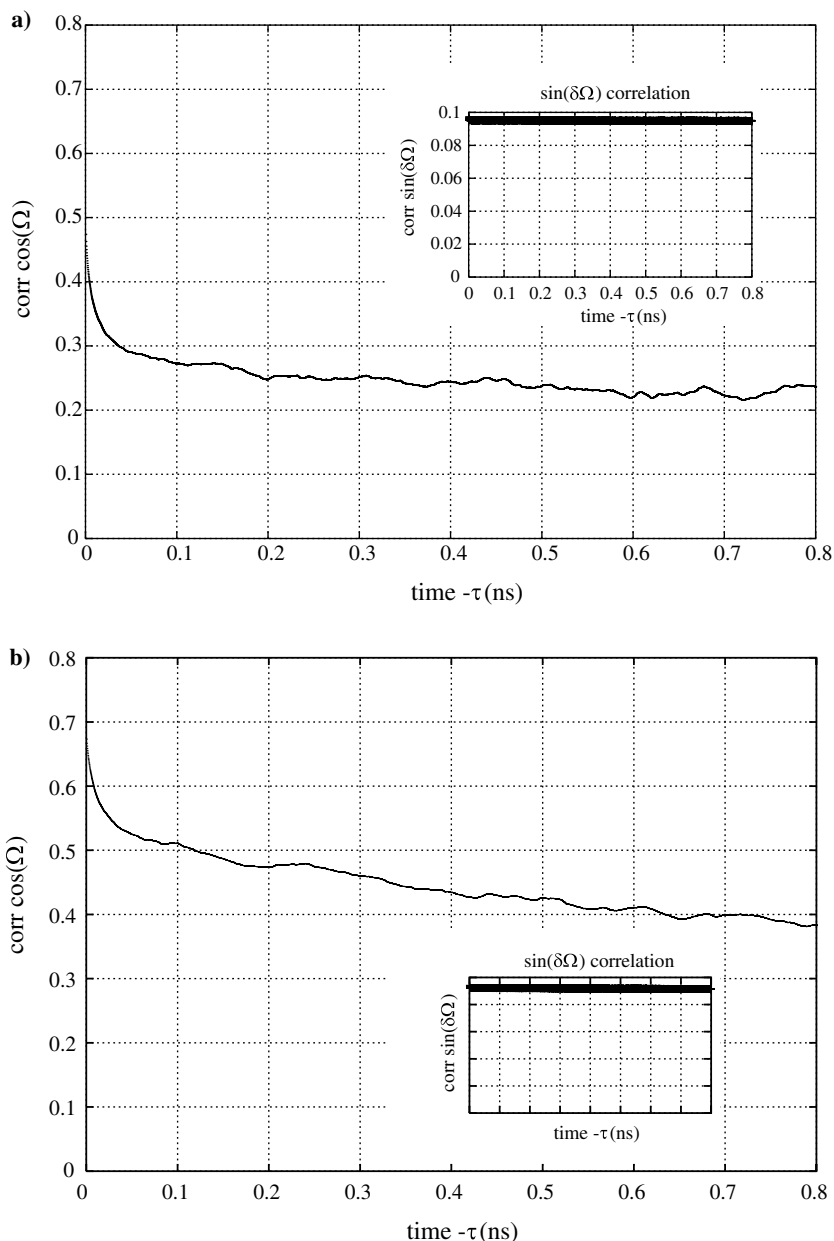 a)
0.8
0.7
0.6
0.5
0.4
0.3
0.2
0.1
0
corr cos(Ω)
0 0.1 0.2 0.3 0.4 0.5 0.6 0.7 0.8
time -τ(ns)
sin(δΩ) correlation
0.1
0.08
0.06
0.04
0.02
0
corr sin(δΩ)
0 0.1 0.2 0.3 0.4 0.5 0.6 0.7 0.8
time -τ(ns)
b)
0.8
0.7
0.6
0.5
0.4
0.3
0.2
0.1
0
corr cos(Ω)
0 0.1 0.2 0.3 0.4 0.5 0.6 0.7 0.8
time -τ(ns)
sin(δΩ) correlation
corr sin(δΩ)
time -τ(ns)